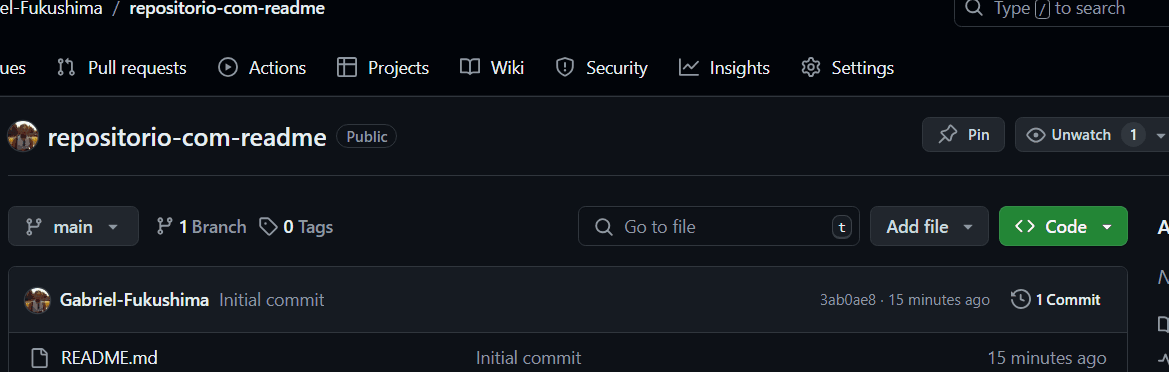 el-Fukushima / repositorio-com-readme
Type / to search
ues Pull requests Actions Projects Wiki Security Insights Settings
repositorio-com-readme Public
Pin Unwatch 1
main 1 Branch 0 Tags
Go to file t Add file Code
Gabriel-Fukushima Initial commit 3ab0ae8 · 15 minutes ago 1 Commit
README.md Initial commit 15 minutes ago